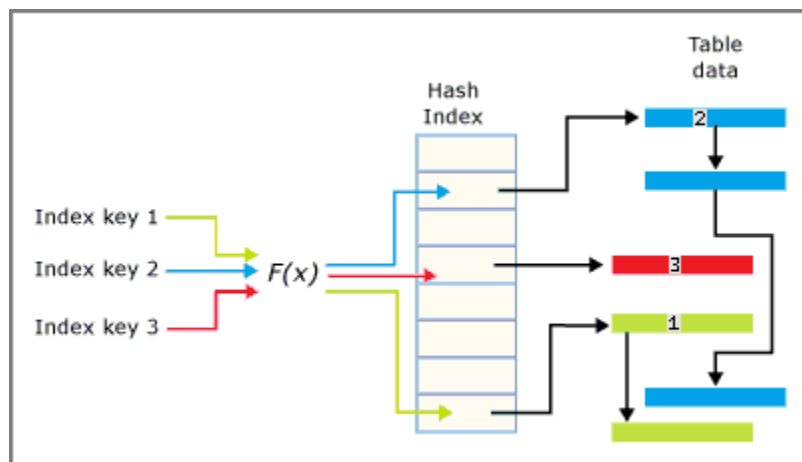 Table
data
Hash
Index
2
Index key 1
Index key 2
F(x)
3
Index key 3
1